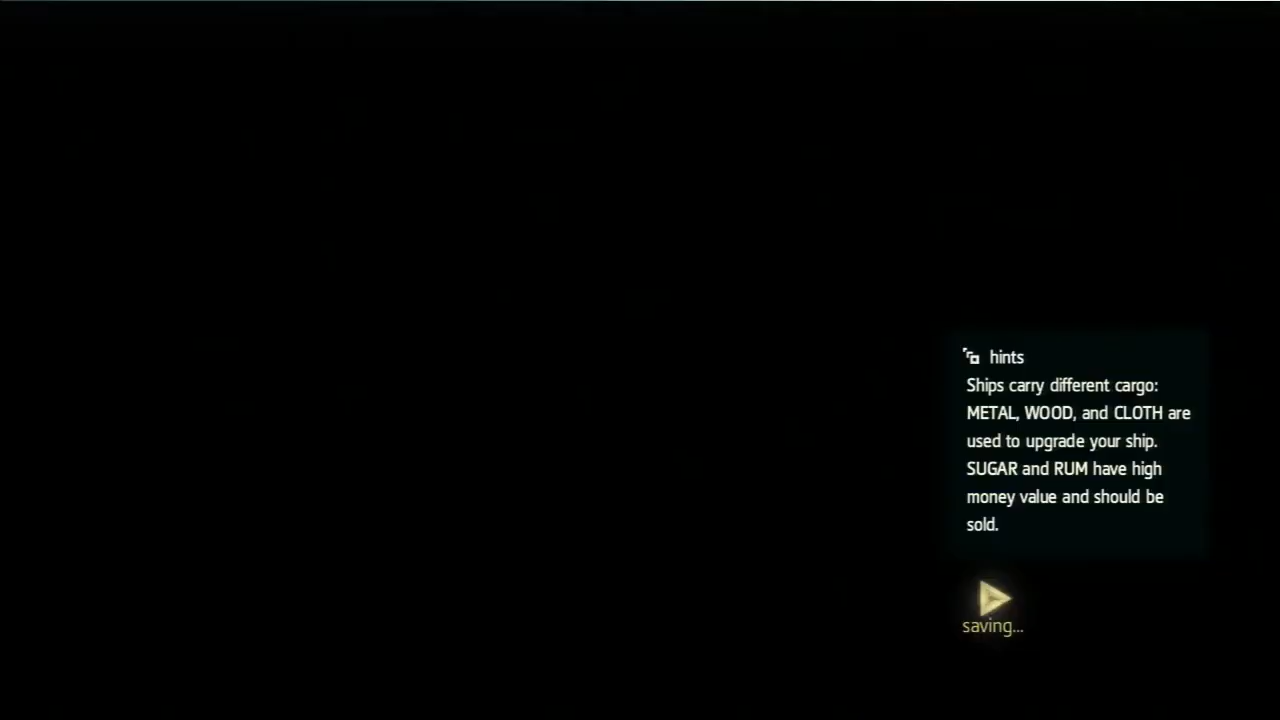 hints
Ships carry different cargo:
METAL, WOOD, and CLOTH are
used to upgrade your ship.
SUGAR and RUM have high
money value and should be
sold.
saving...